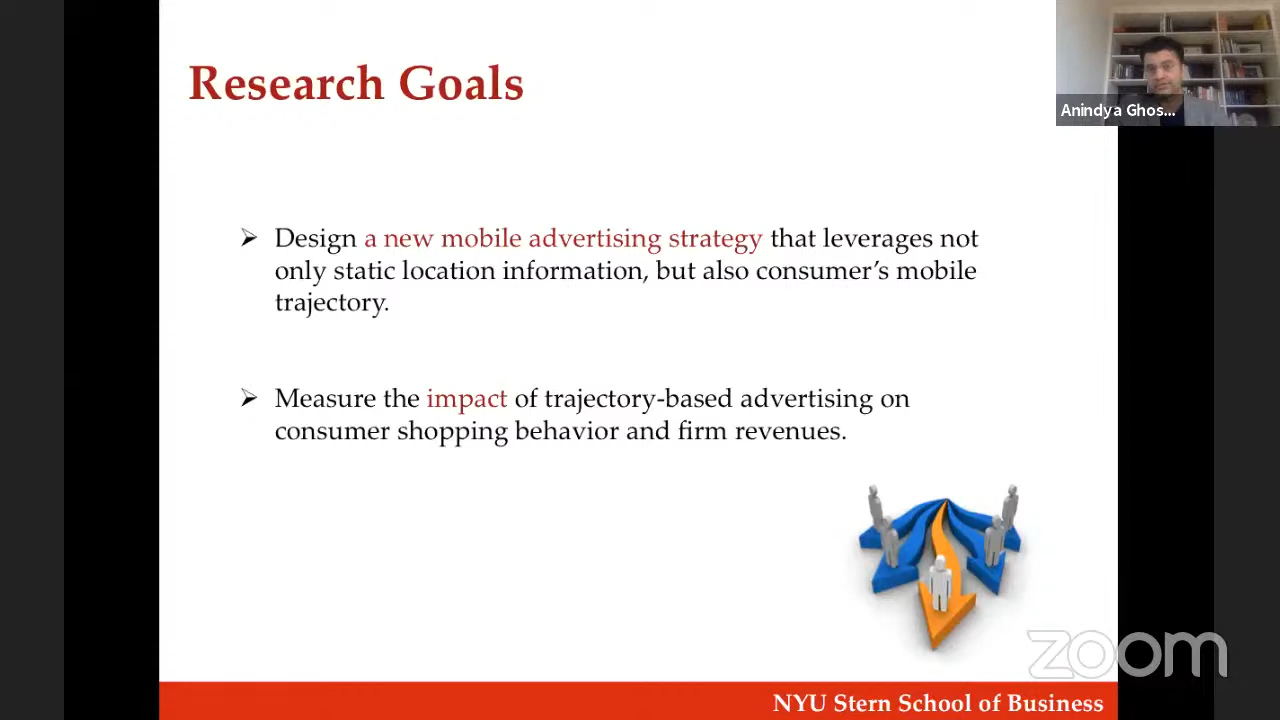 Research Goals
Anindya Ghos...
Design a new mobile advertising strategy that leverages not
only static location information, but also consumer’s mobile
trajectory.
Measure the impact of trajectory-based advertising on
consumer shopping behavior and firm revenues.
zoom
NYU Stern School of Business